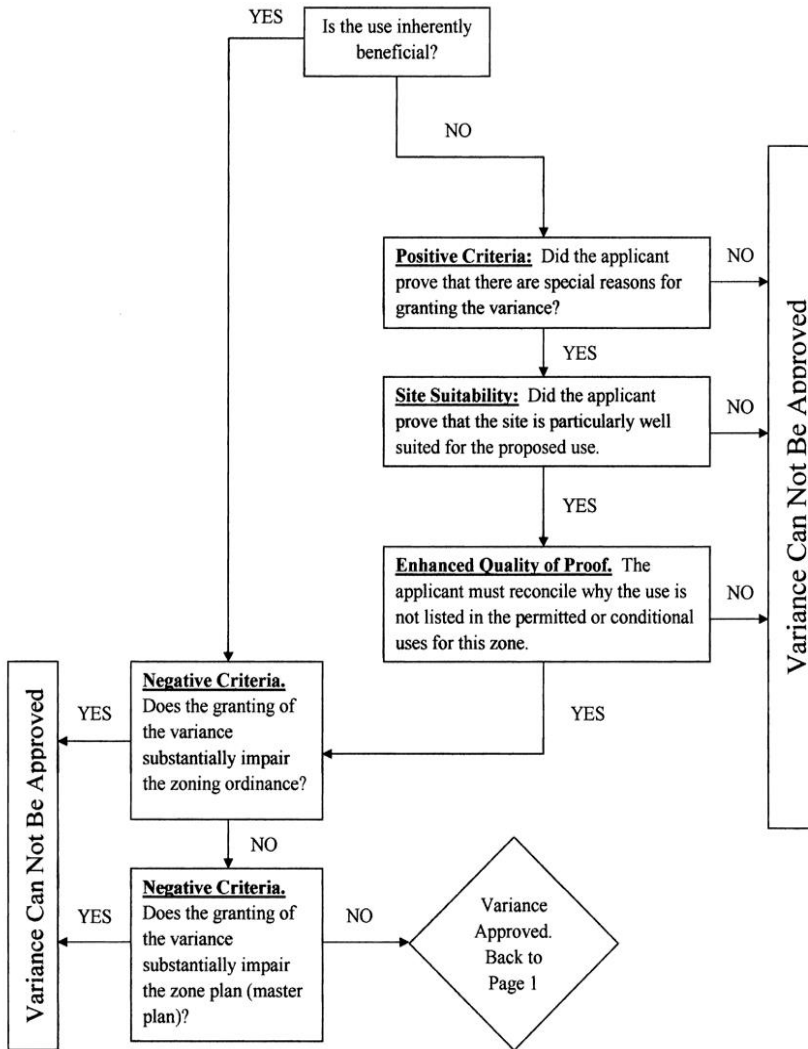 YES
Is the use inherently
beneficial?
NO
Positive Criteria: Did the applicant
prove that there are special reasons for
granting the variance?
NO
YES
Site Suitability: Did the applicant
prove that the site is particularly well
suited for the proposed use.
NO
YES
Enhanced Quality of Proof. The
applicant must reconcile why the use is
not listed in the permitted or conditional
uses for this zone.
NO
YES
Variance Can Not Be Approved
Negative Criteria.
Does the granting of
the variance
substantially impair
the zoning ordinance?
YES
NO
Negative Criteria.
Does the granting of
the variance
substantially impair
the zone plan (master
plan)?
YES
NO
Variance Can Not Be Approved
Variance
Approved.
Back to
Page 1